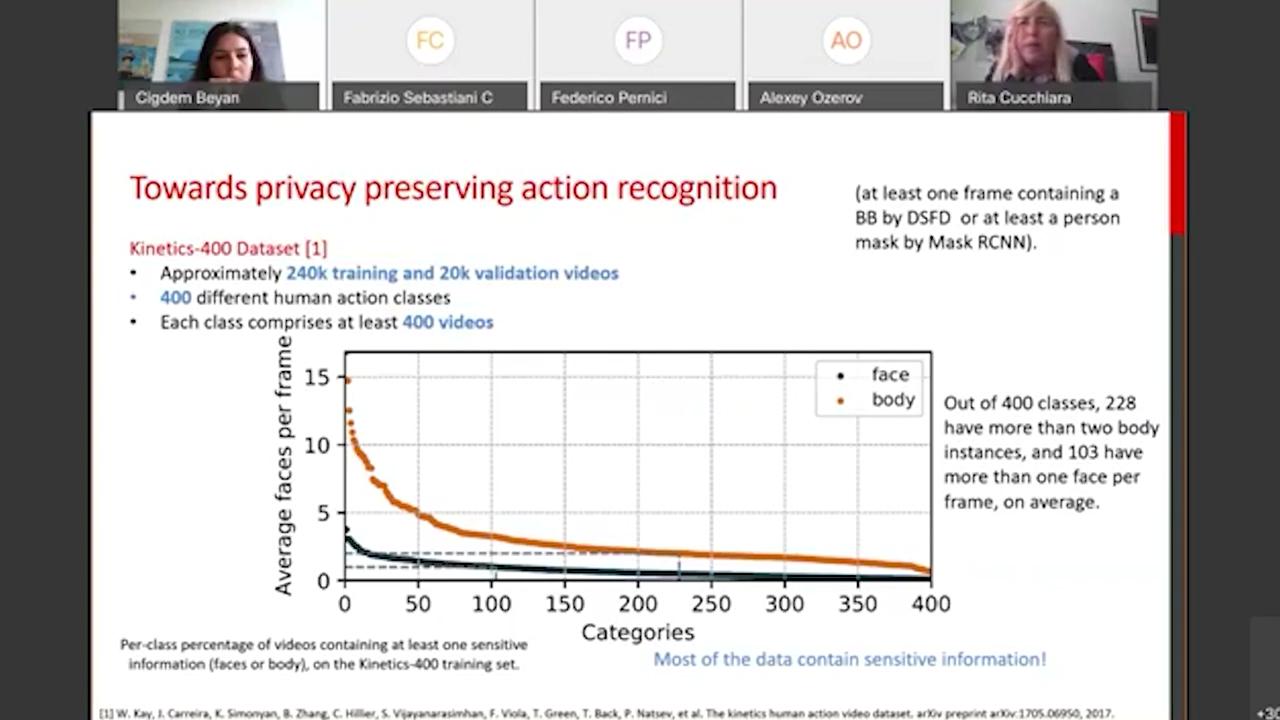 FC
FP
AO
Cigdem Beyan
Fabrizio Sebastiani C
Federico Pernici
Alexey Ozerov
Rita Cucchiara
Towards privacy preserving action recognition
(at least one frame containing a
BB by DSFD or at least a person
mask by Mask RCNN).
Kinetics-400 Dataset [1]
• Approximately 240k training and 20k validation videos
• 400 different human action classes
• Each class comprises at least 400 videos
Average faces per frame
15
10
5
0
face
body
0 50 100 150 200 250 300 350 400
Categories
Out of 400 classes, 228
have more than two body
instances, and 103 have
more than one face per
frame, on average.
Per-class percentage of videos containing at least one sensitive
information (faces or body), on the Kinetics-400 training set.
Most of the data contain sensitive information!
[1] W. Kay, J. Carreira, K. Simonyan, B. Zhang, C. Hillier, S. Vijayanarasimhan, F. Viola, T. Green, T. Back, P. Natsev, et al. The kinetics human action video dataset. arXiv preprint arXiv:1705.06950, 2017.